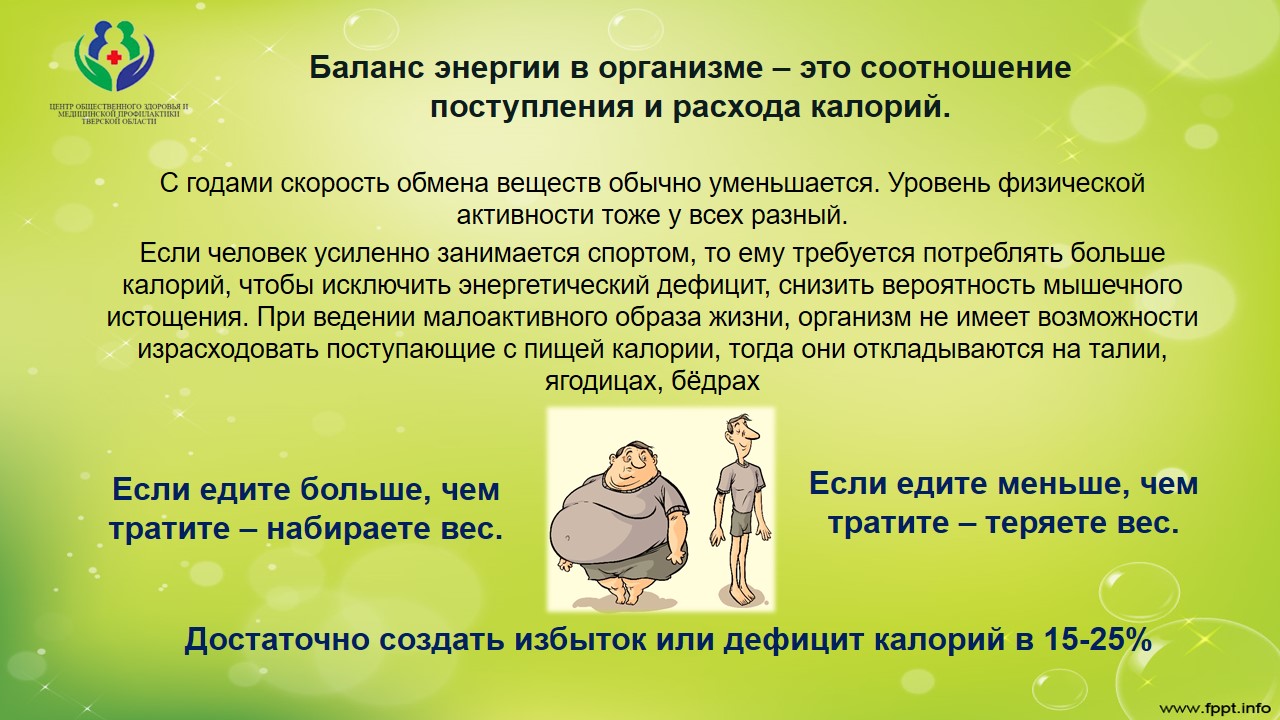 ЦЕНТР ОБЩЕСТВЕННОГО ЗДОРОВЬЯ И
МЕДИЦИНСКОЙ ПРОФИЛАКТИКИ
ТВЕРСКОЙ ОБЛАСТИ
Баланс энергии в организме – это соотношение
поступления и расхода калорий.
С годами скорость обмена веществ обычно уменьшается. Уровень физической
активности тоже у всех разный.
Если человек усиленно занимается спортом, то ему требуется потреблять больше
калорий, чтобы исключить энергетический дефицит, снизить вероятность мышечного
истощения. При ведении малоактивного образа жизни, организм не имеет возможности
израсходовать поступающие с пищей калории, тогда они откладываются на талии,
ягодицах, бёдрах
Если едите больше, чем
тратите – набираете вес.
Если едите меньше, чем
тратите – теряете вес.
Достаточно создать избыток или дефицит калорий в 15-25%
www.fppt.info